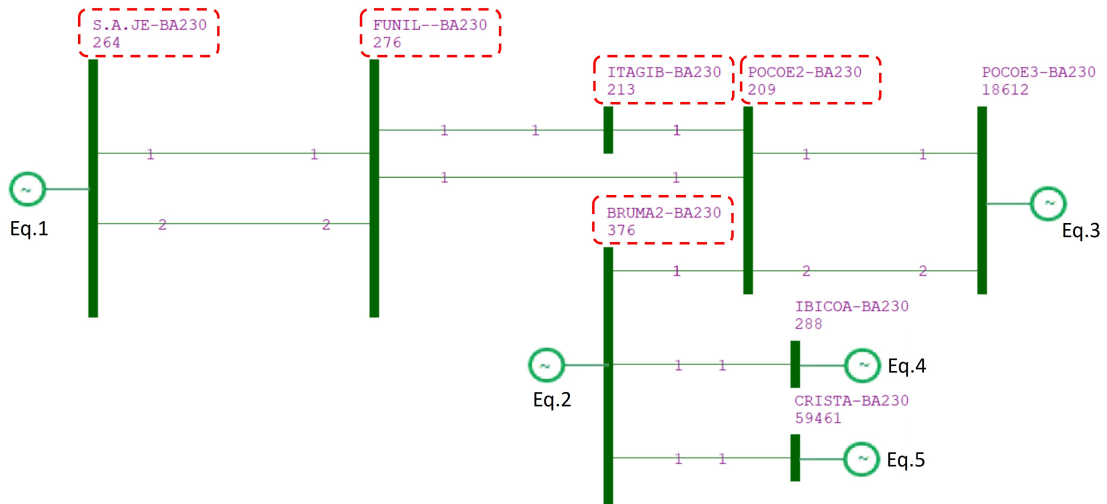 S.A.JE-BA230
264
FUNIL--BA230
276
ITAGIB-BA230
213
POCOE2-BA230
209
POCOE3-BA230
18612
1 1 1
1 1
1 1
1 1
~
Eq.1
2 2
~
Eq.3
BRUMA2-BA230
376
1
2 2
IBICOA-BA230
288
~
Eq.2
1 1
~
Eq.4
CRISTA-BA230
59461
1 1
~
Eq.5